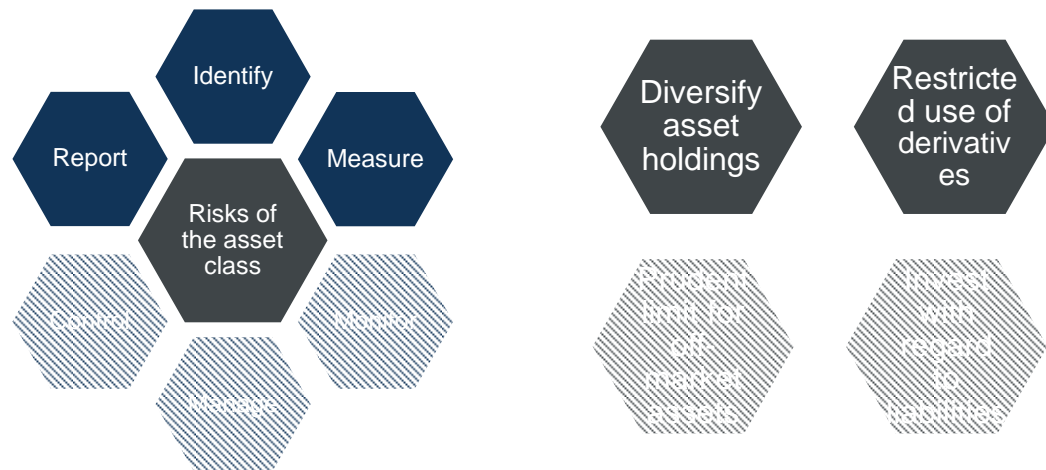 Identify
Report
Measure
Risks of
the asset
class
Control
Monitor
Manage
Diversify
asset
holdings
Restricte
d use of
derivativ
es
Prudent
limit for
off-
market
assets
Invest
with
regard
to
liabilities